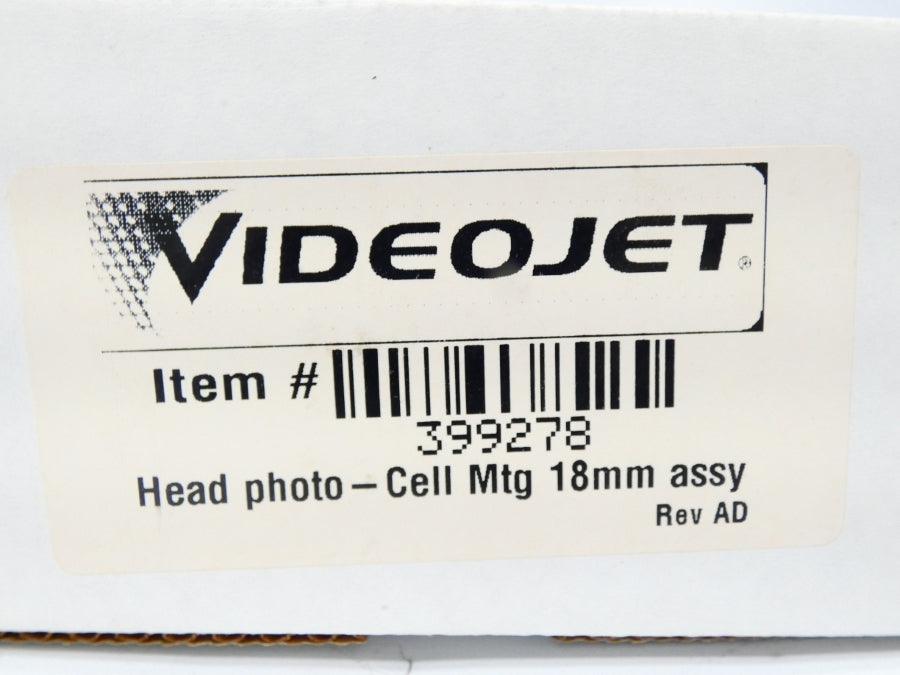 VIDEOJET®
Item #
399278
Head photo-Cell Mtg 18mm assy
Rev AD